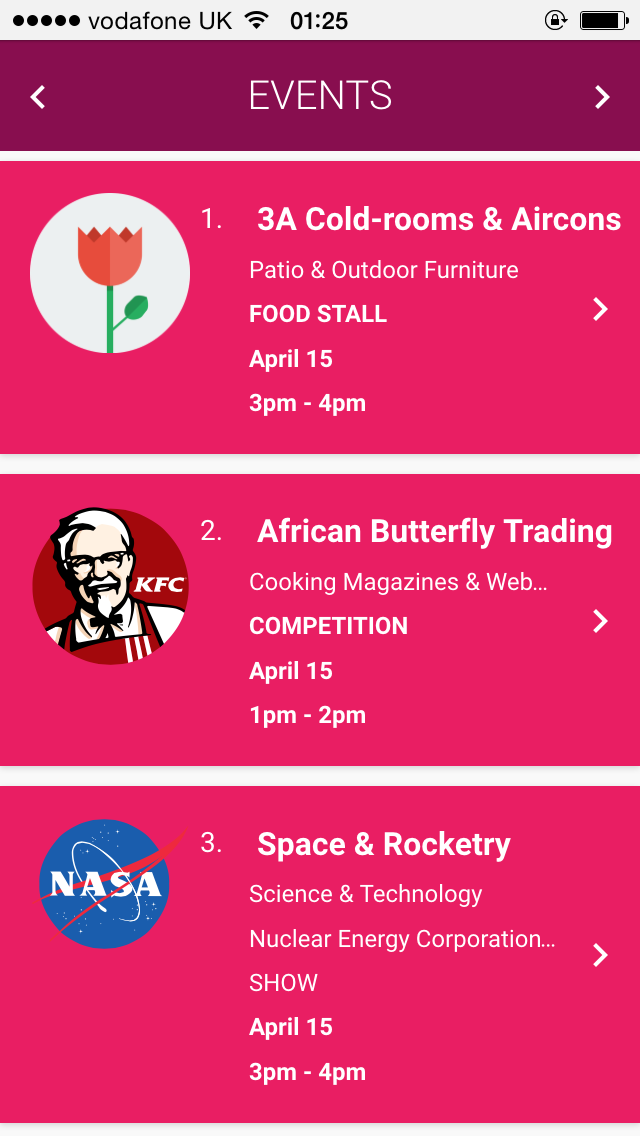 vodafone UK 01:25
EVENTS
1. 3A Cold-rooms & Aircons
Patio & Outdoor Furniture
FOOD STALL
April 15
3pm - 4pm
KFC
2. African Butterfly Trading
Cooking Magazines & Web...
COMPETITION
April 15
1pm - 2pm
NASA
3. Space & Rocketry
Science & Technology
Nuclear Energy Corporation...
SHOW
April 15
3pm - 4pm